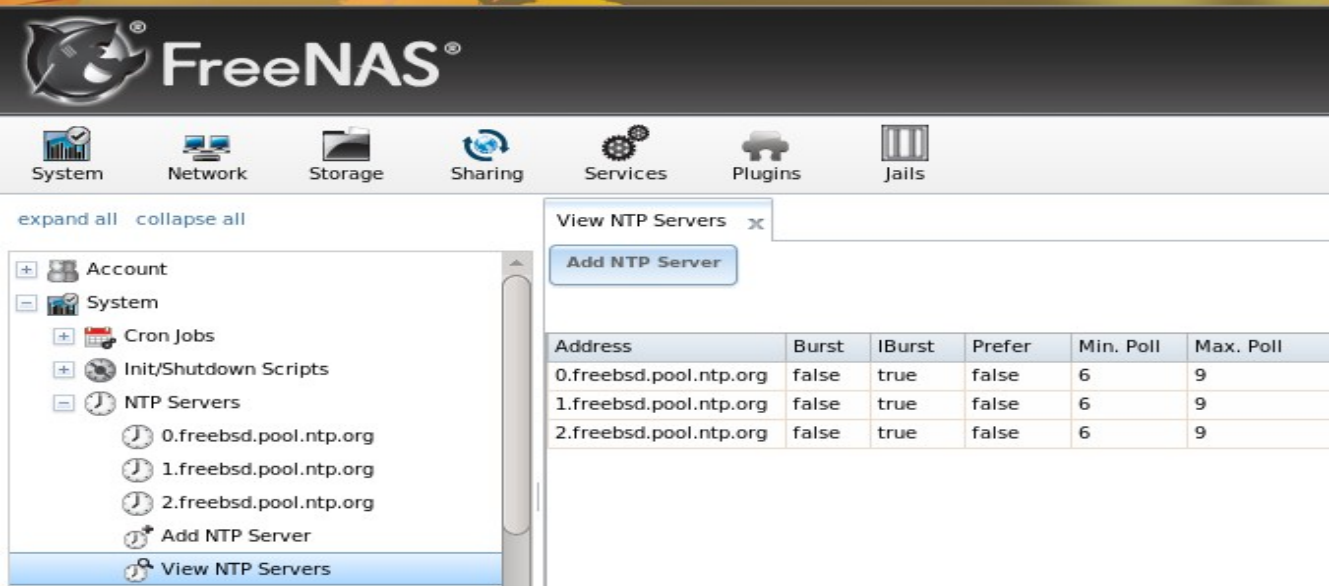 FreeNAS®
System Network Storage Sharing Services Plugins Jails
expand all collapse all
Account
System
Cron Jobs
Init/Shutdown Scripts
NTP Servers
0.freebsd.pool.ntp.org
1.freebsd.pool.ntp.org
2.freebsd.pool.ntp.org
Add NTP Server
View NTP Servers
View NTP Servers x
Add NTP Server
Address Burst IBurst Prefer Min. Poll Max. Poll
0.freebsd.pool.ntp.org false true false 6 9
1.freebsd.pool.ntp.org false true false 6 9
2.freebsd.pool.ntp.org false true false 6 9